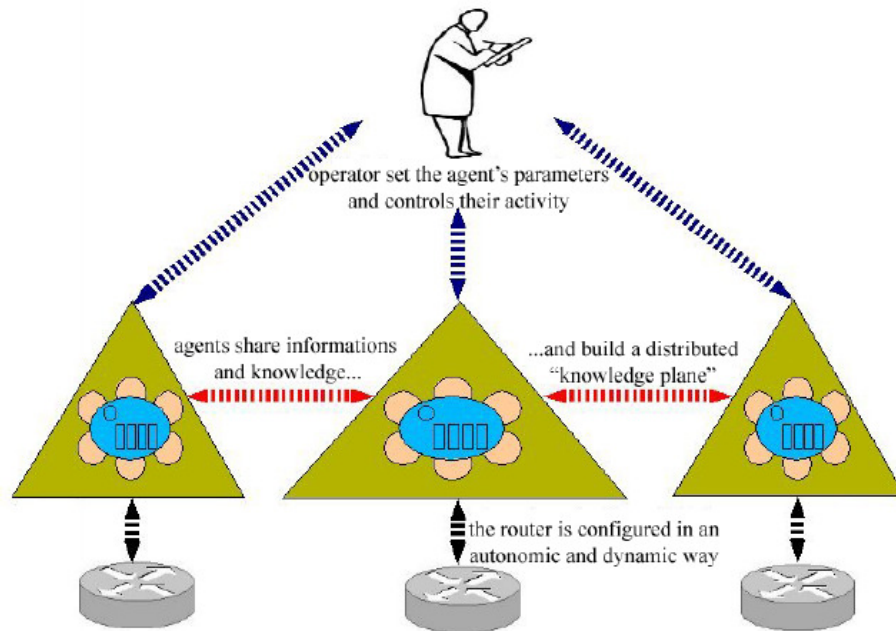 operator set the agent's parameters
and controls their activity
agents share informations
and knowledge...
...and build a distributed
"knowledge plane"
the router is configured in an
autonomic and dynamic way